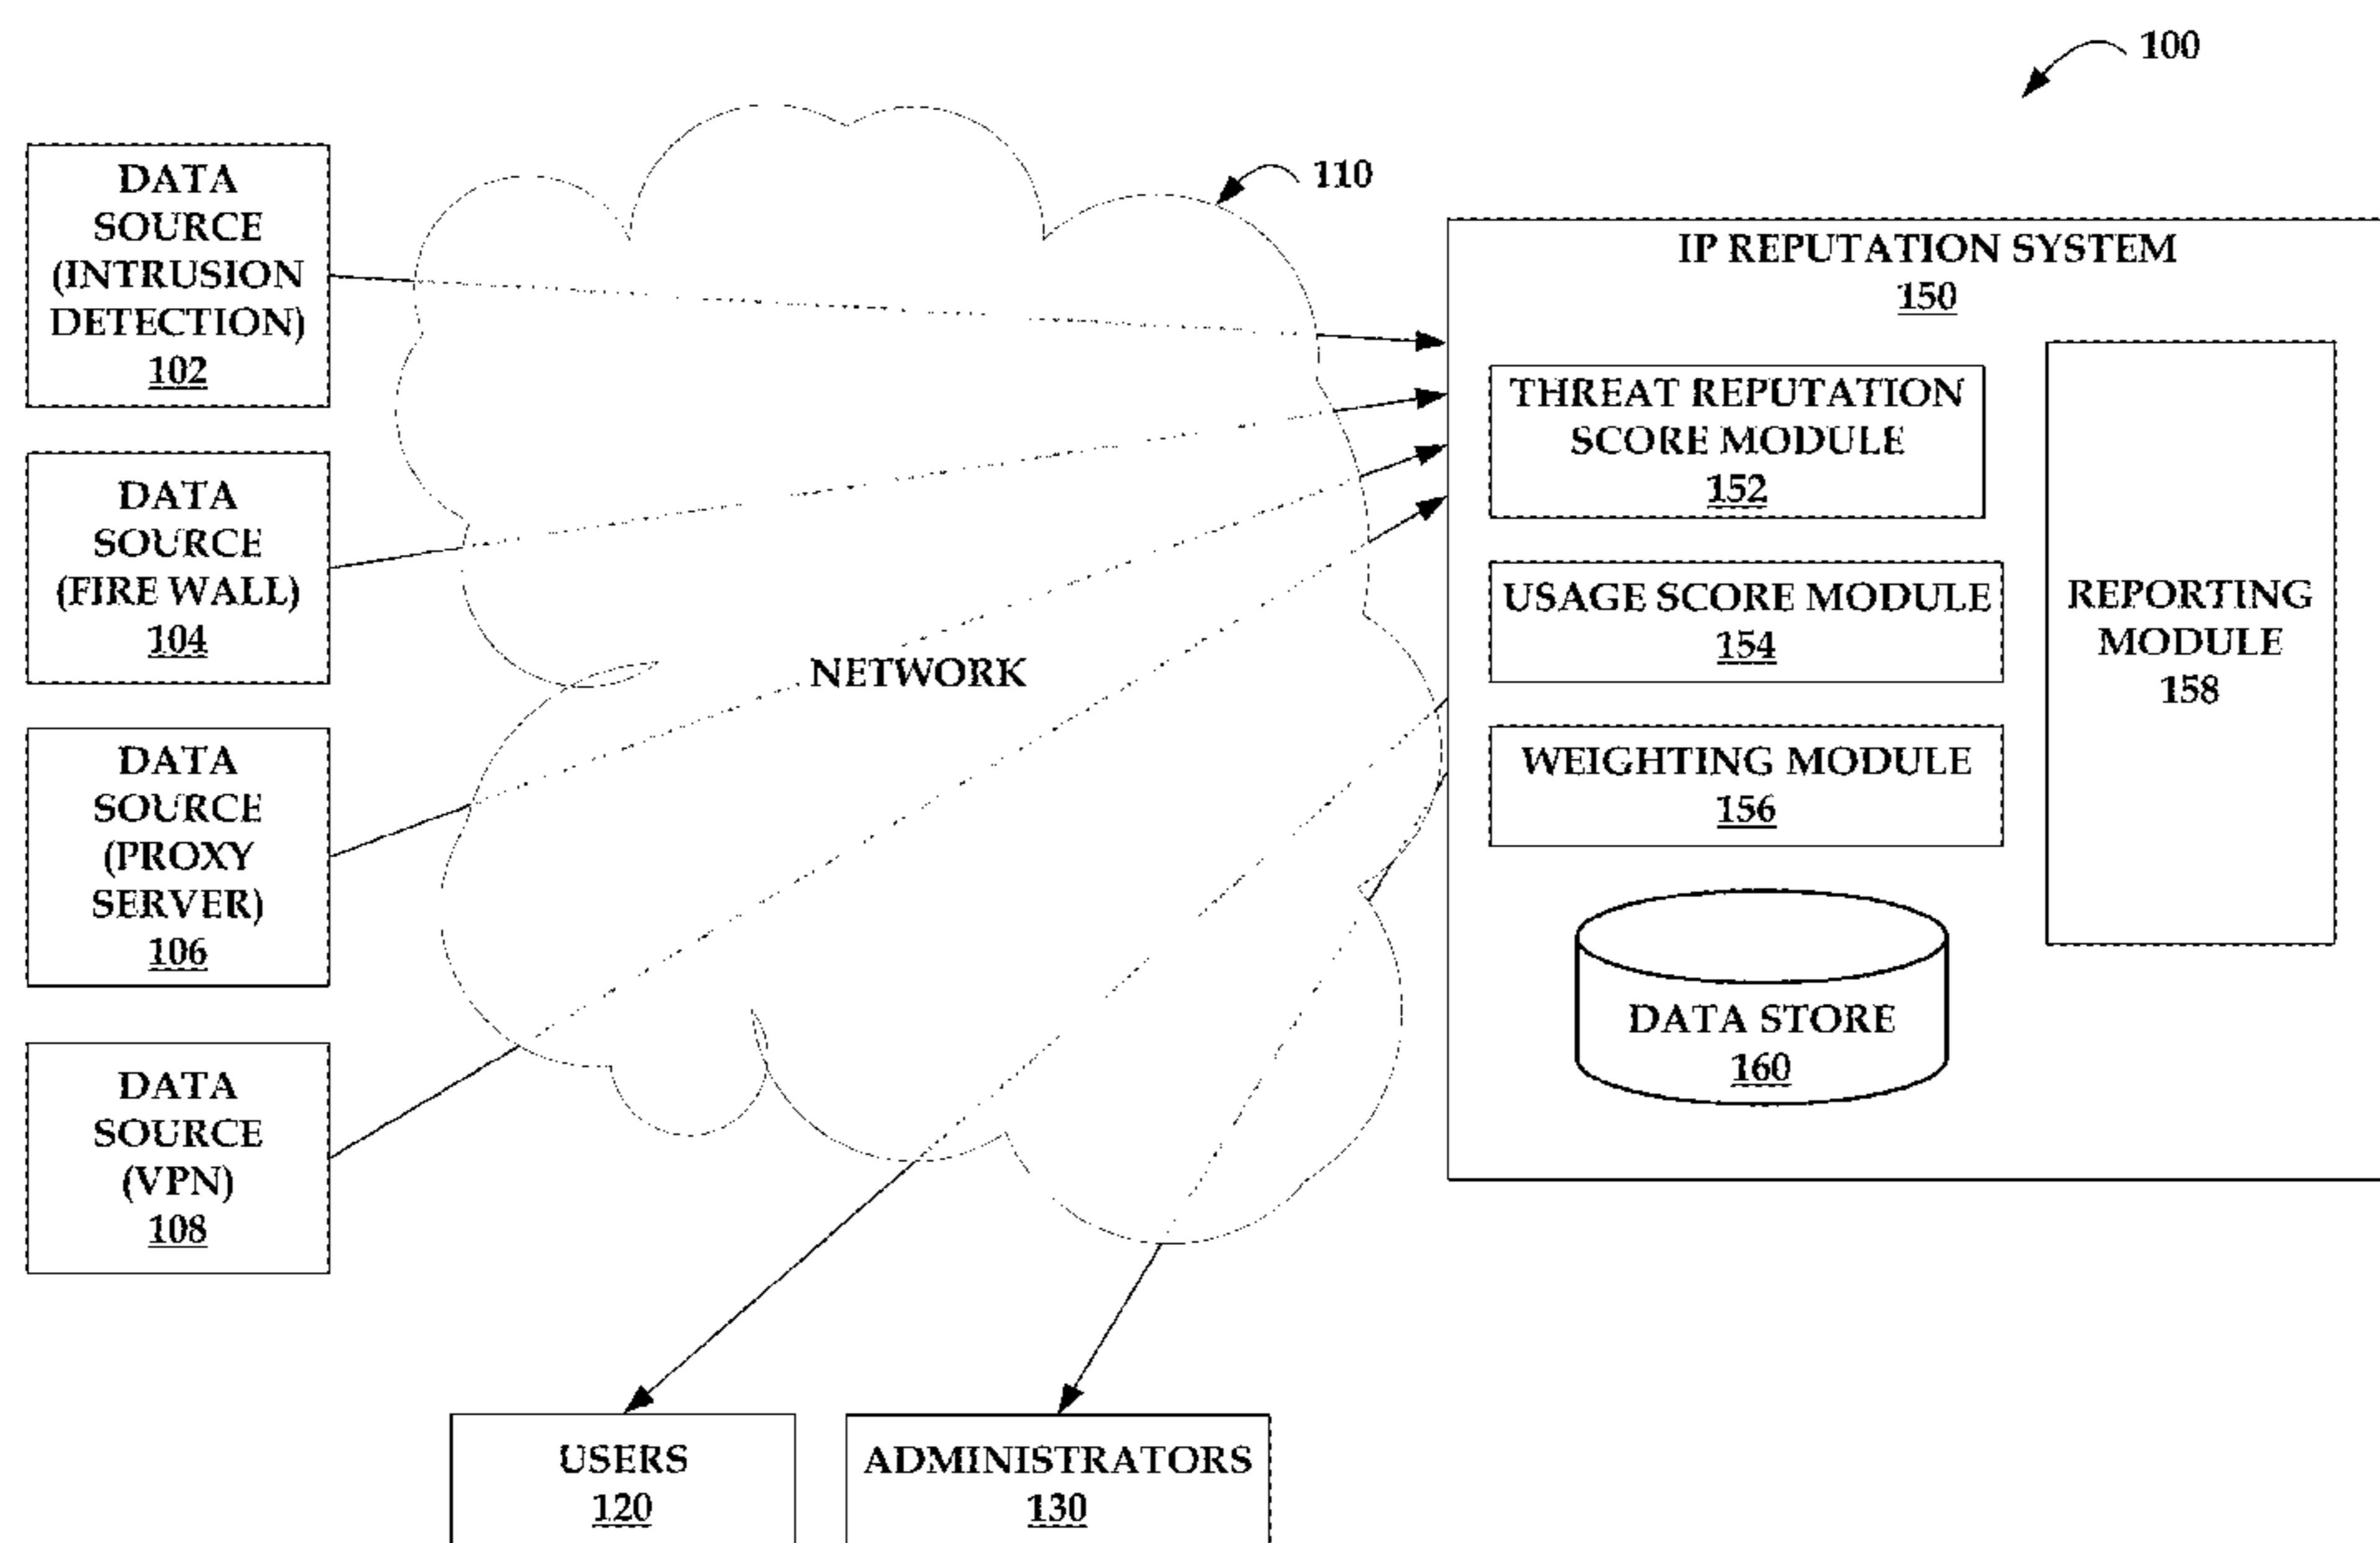 100
110
DATA
SOURCE
(INTRUSION
DETECTION)
102
DATA
SOURCE
(FIRE WALL)
104
DATA
SOURCE
(PROXY
SERVER)
106
DATA
SOURCE
(VPN)
108
NETWORK
IP REPUTATION SYSTEM
150
THREAT REPUTATION
SCORE MODULE
152
USAGE SCORE MODULE
154
WEIGHTING MODULE
156
REPORTING
MODULE
158
DATA STORE
160
USERS
120
ADMINISTRATORS
130